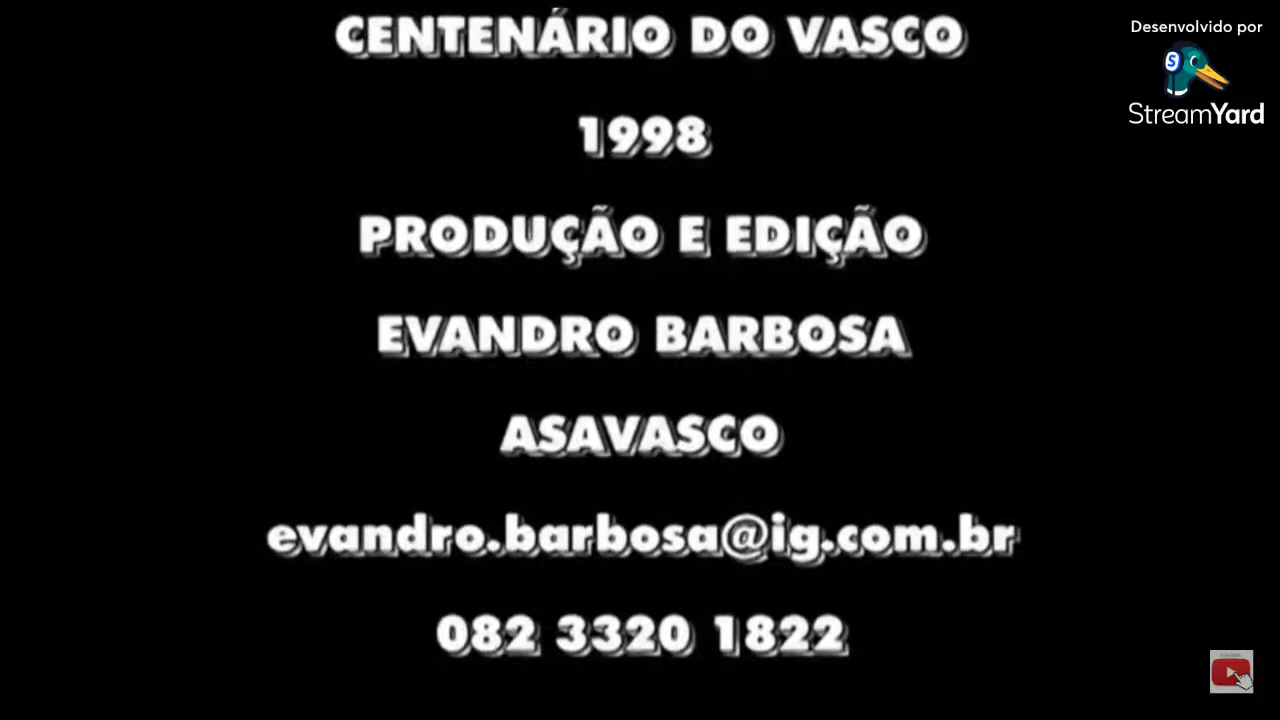 CENTENÁRIO DO VASCO
Desenvolvido por
StreamYard
1998
PRODUÇÃO E EDIÇÃO
EVANDRO BARBOSA
ASAVASCO
evandro.barbosa@ig.com.br
082 3320 1822